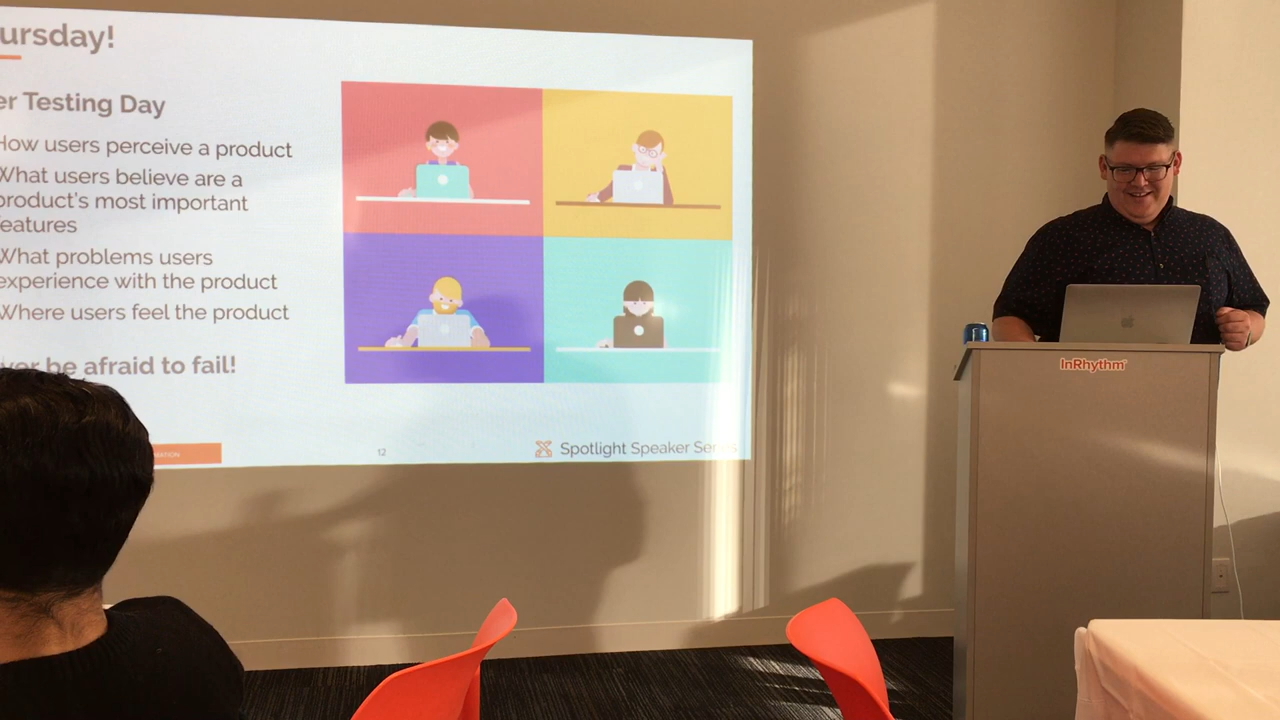 ursday!
er Testing Day
How users perceive a product
What users believe are a
product's most important
features
What problems users
experience with the product
Where users feel the product
ver be afraid to fail!
MATION
12
Spotlight Speaker Series
InRhythm